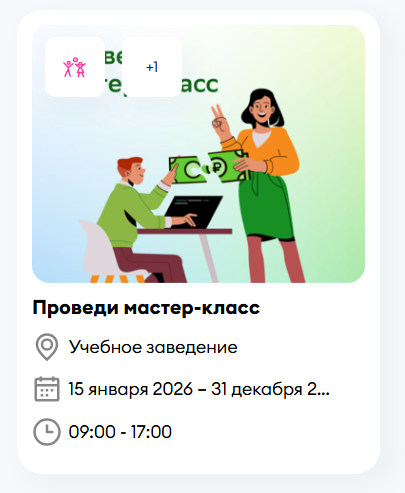 +1
Проведи мастер-класс
Учебное заведение
15 января 2026 – 31 декабря 2...
09:00 - 17:00